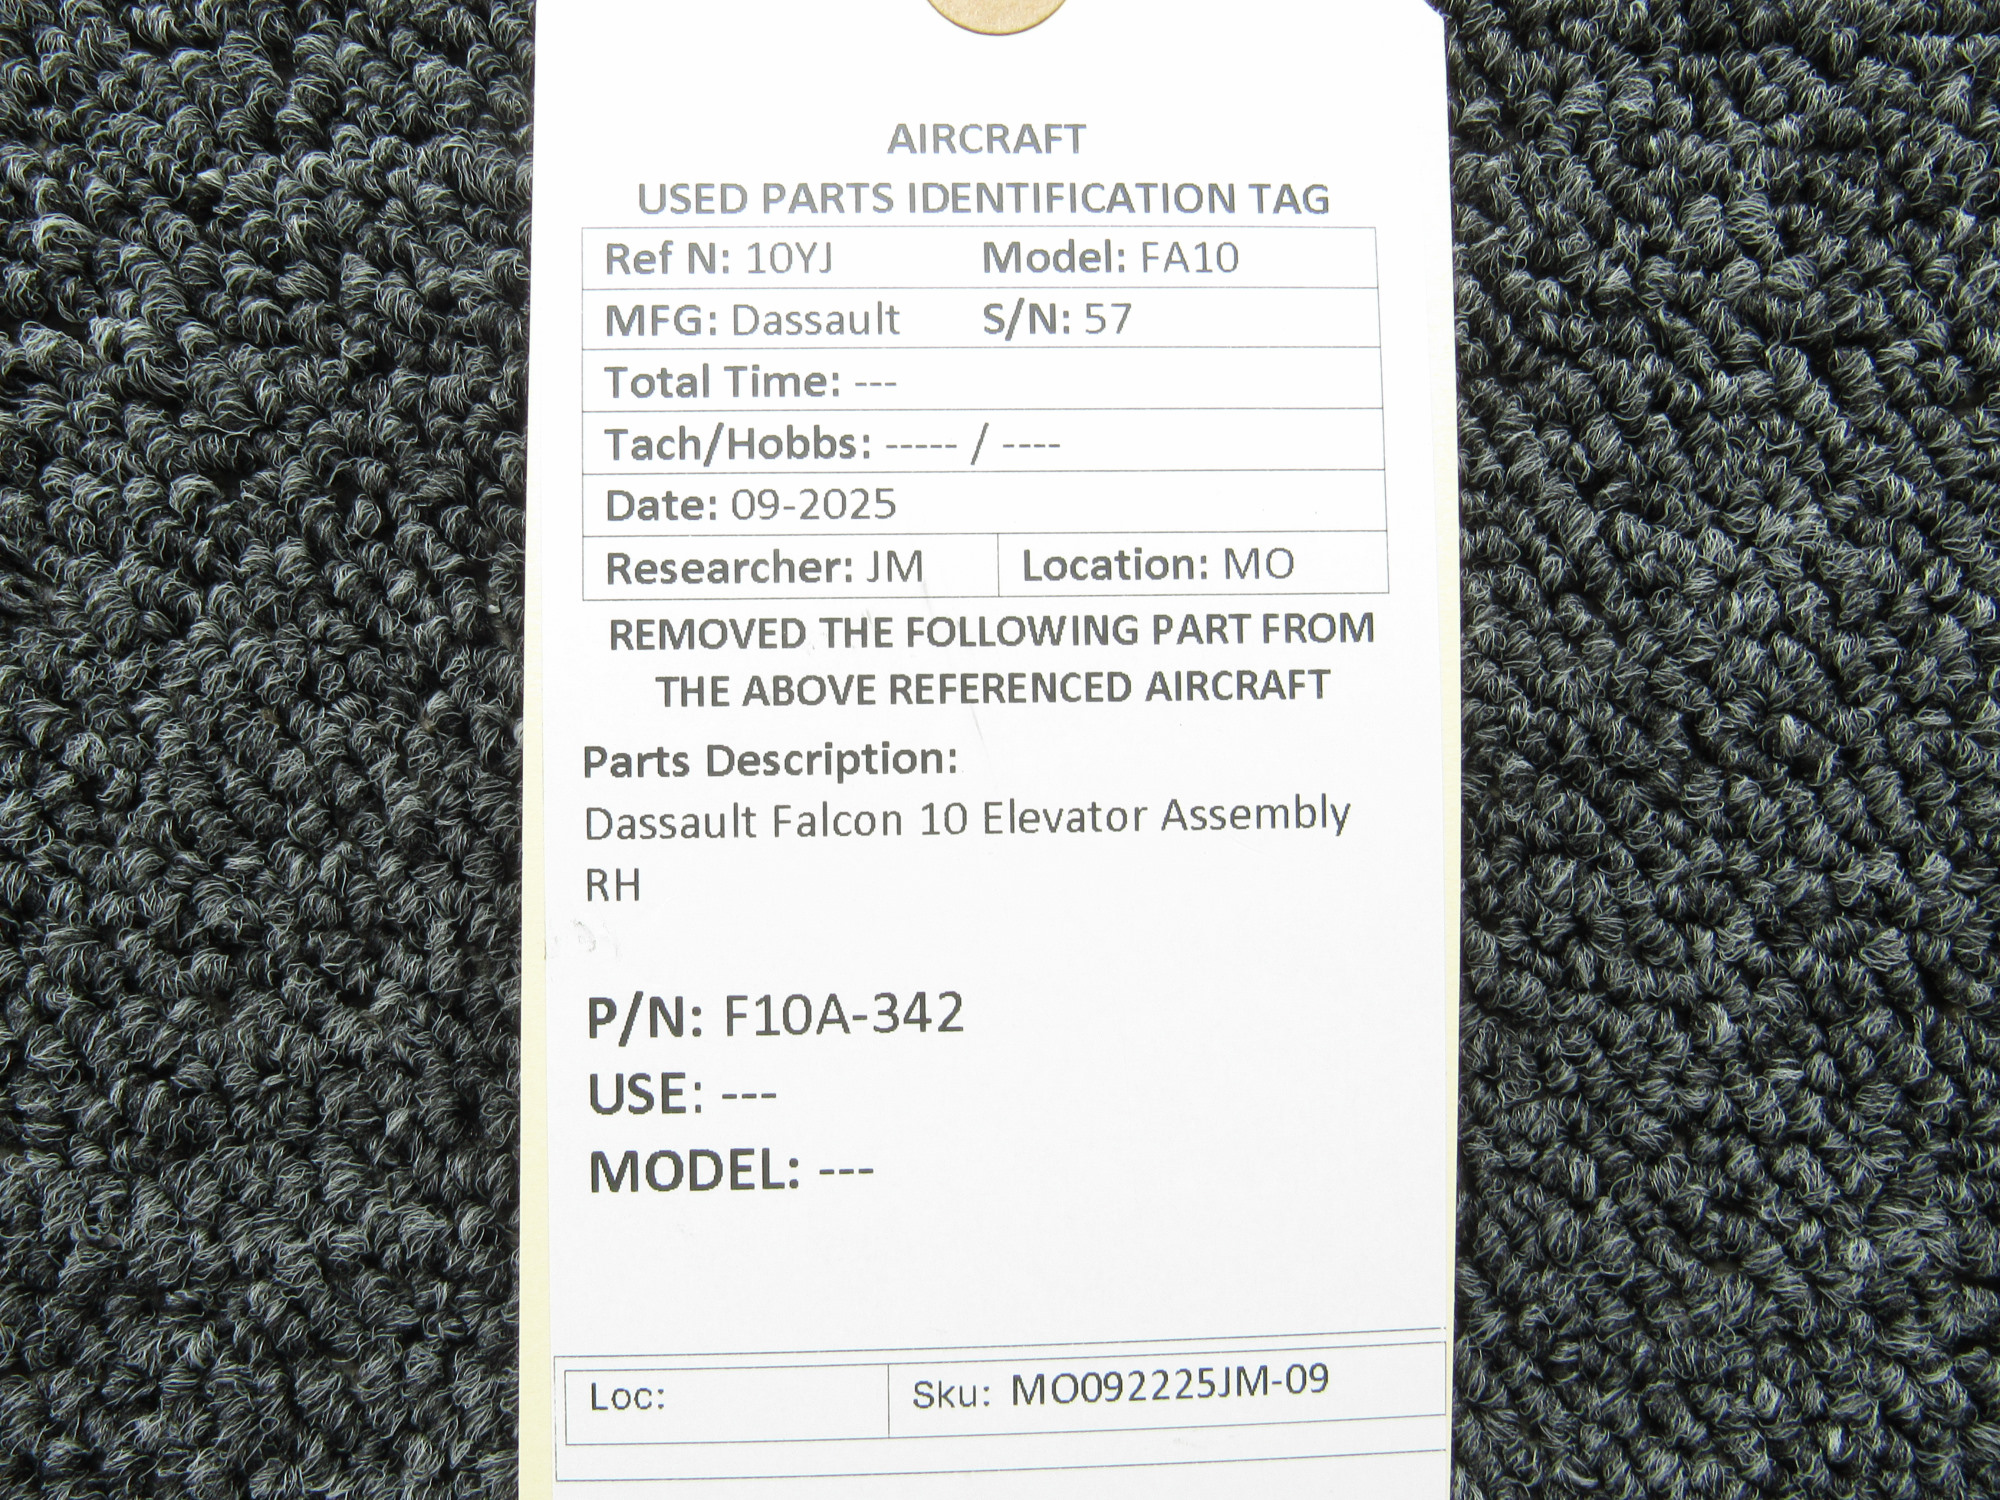 AIRCRAFT
USED PARTS IDENTIFICATION TAG
Ref N: 10YJ Model: FA10
MFG: Dassault S/N: 57
Total Time: ---
Tach/Hobbs: ----- / ----
Date: 09-2025
Researcher: JM Location: MO
REMOVED THE FOLLOWING PART FROM
THE ABOVE REFERENCED AIRCRAFT
Parts Description:
Dassault Falcon 10 Elevator Assembly
RH
P/N: F10A-342
USE: ---
MODEL: ---
Loc: Sku: MO092225JM-09